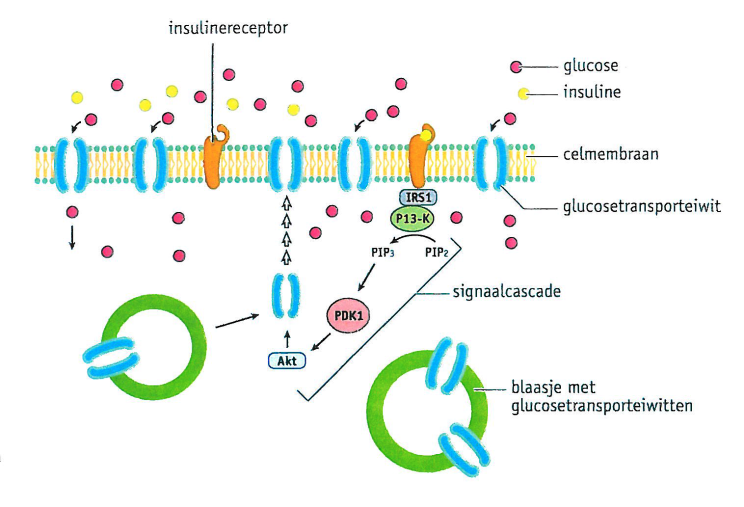 insulinereceptor
glucose
insuline
celmembraan
glucosetransporteiwit
IRS1
P13-K
PIP3
PIP2
signaalcascade
PDK1
Akt
blaasje met
glucosetransporteiwitten